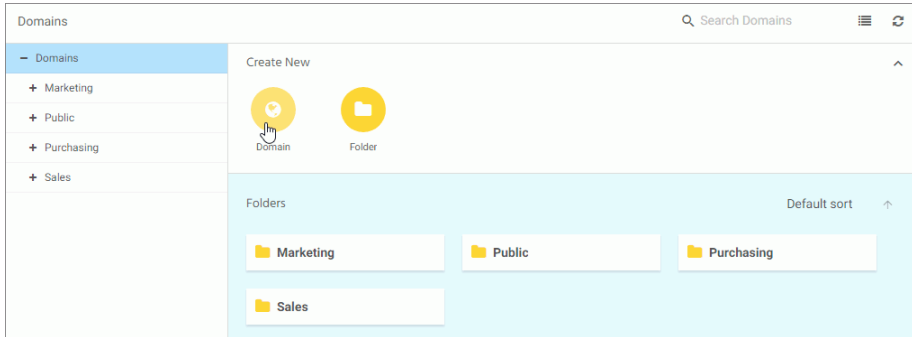 Domains
Search Domains
Domains
Marketing
Public
Purchasing
Sales
Create New
Domain
Folder
Folders
Default sort
Marketing
Public
Purchasing
Sales